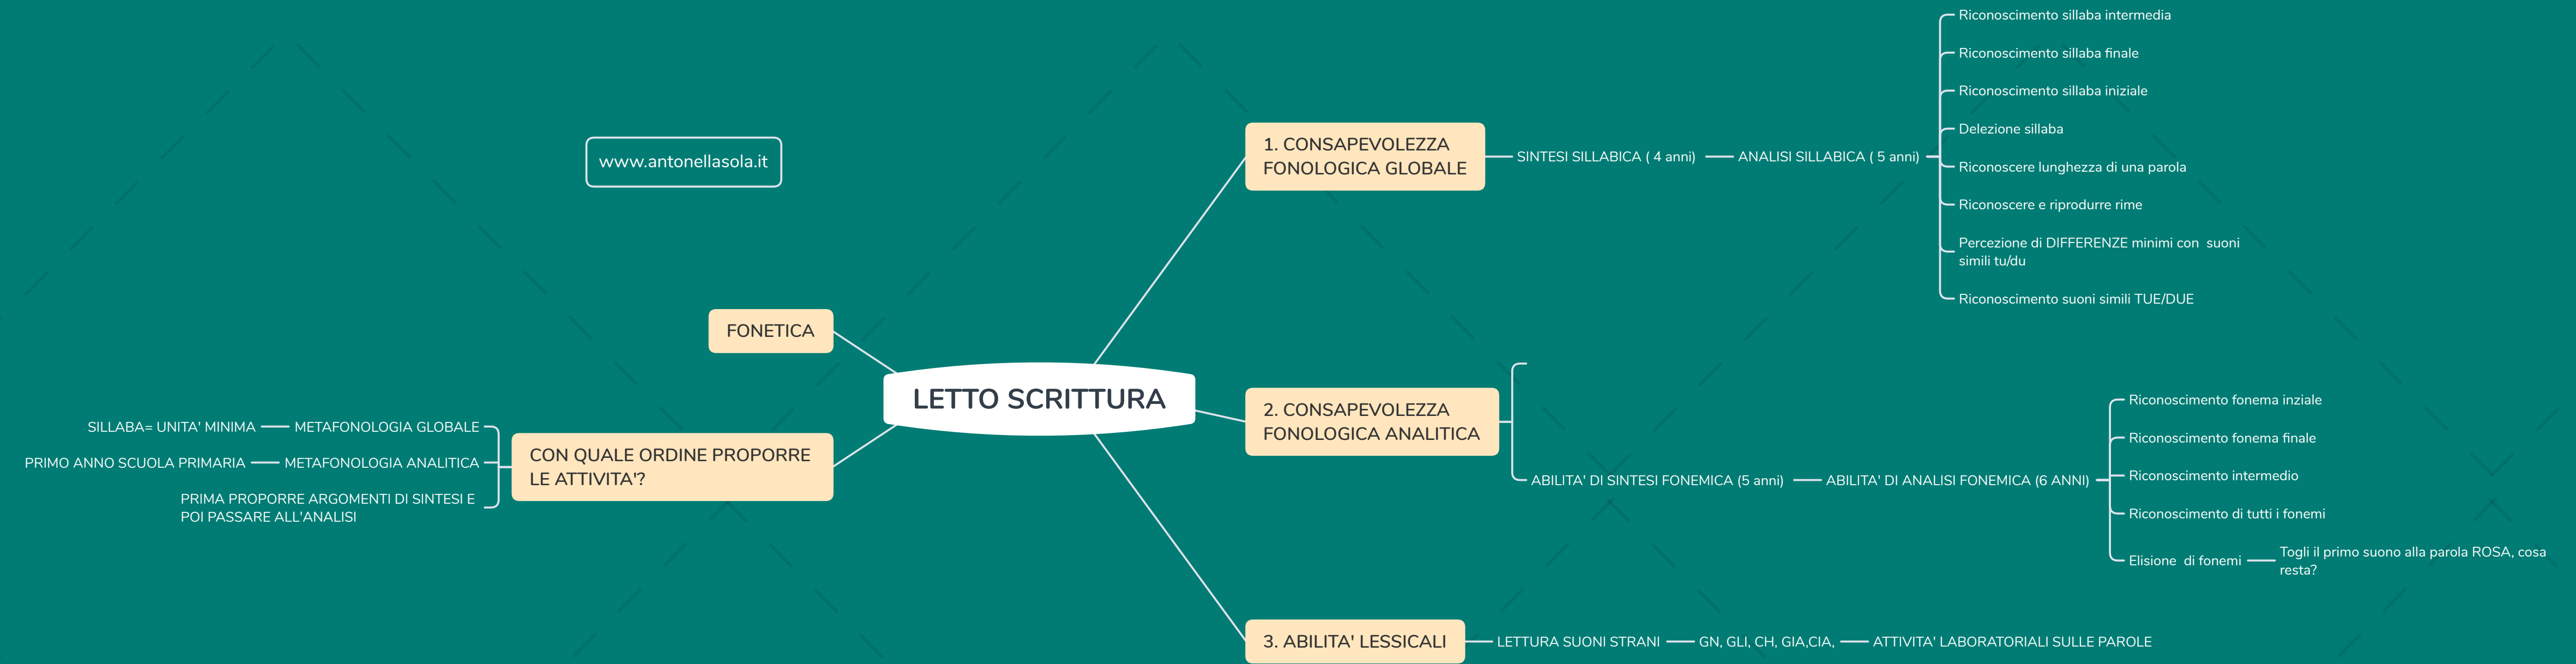 LETTO SCRITTURA
1. CONSAPEVOLEZZA
FONOLOGICA GLOBALE
SINTESI SILLABICA ( 4 anni)
ANALISI SILLABICA ( 5 anni)
Riconoscimento sillaba intermedia
Riconoscimento sillaba finale
Riconoscimento sillaba iniziale
Delezione sillaba
Riconoscere lunghezza di una parola
Riconoscere e riprodurre rime
Percezione di DIFFERENZE minimi con  suoni
simili tu/du
Riconoscimento suoni simili TUE/DUE
2. CONSAPEVOLEZZA
FONOLOGICA ANALITICA
ABILITA' DI SINTESI FONEMICA (5 anni)
ABILITA' DI ANALISI FONEMICA (6 ANNI)
Riconoscimento fonema inziale
Riconoscimento fonema finale
Riconoscimento intermedio
Riconoscimento di tutti i fonemi
Elisione  di fonemi
Togli il primo suono alla parola ROSA, cosa
resta?
3. ABILITA' LESSICALI
LETTURA SUONI STRANI
GN, GLI, CH, GIA,CIA,
ATTIVITA' LABORATORIALI SULLE PAROLE
www.antonellasola.it
FONETICA
CON QUALE ORDINE PROPORRE
LE ATTIVITA'?
METAFONOLOGIA GLOBALE
SILLABA= UNITA' MINIMA
METAFONOLOGIA ANALITICA
PRIMO ANNO SCUOLA PRIMARIA
PRIMA PROPORRE ARGOMENTI DI SINTESI E
POI PASSARE ALL'ANALISI